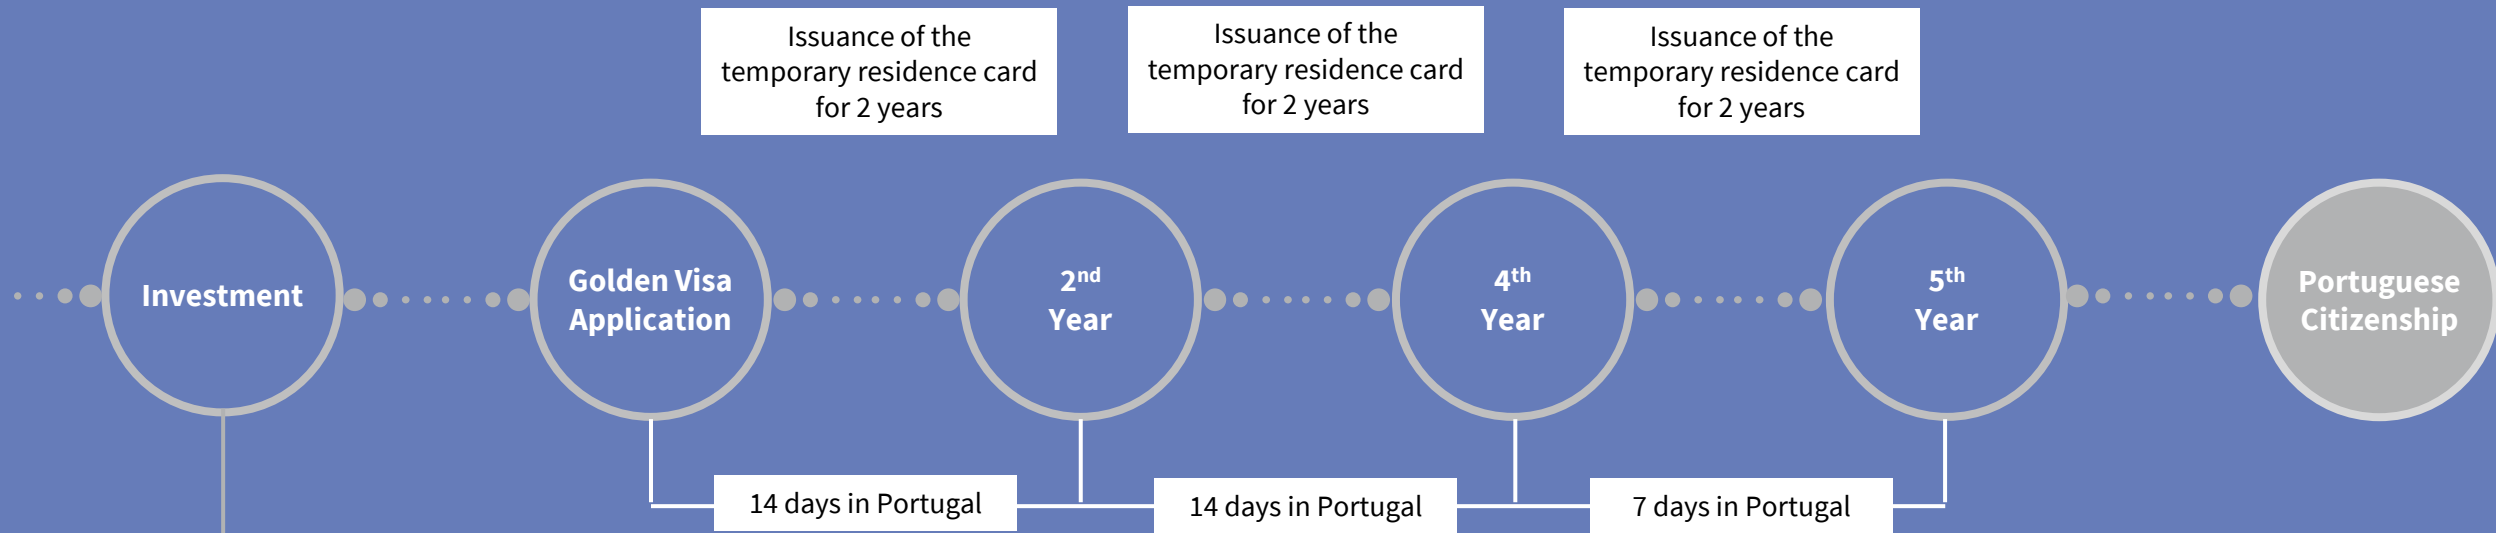 Issuance of the
temporary residence card
for 2 years
Issuance of the
temporary residence card
for 2 years
Issuance of the
temporary residence card
for 2 years
Investment
Golden Visa
Application
2nd
Year
4th
Year
5th
Year
Portuguese
Citizenship
14 days in Portugal
14 days in Portugal
7 days in Portugal